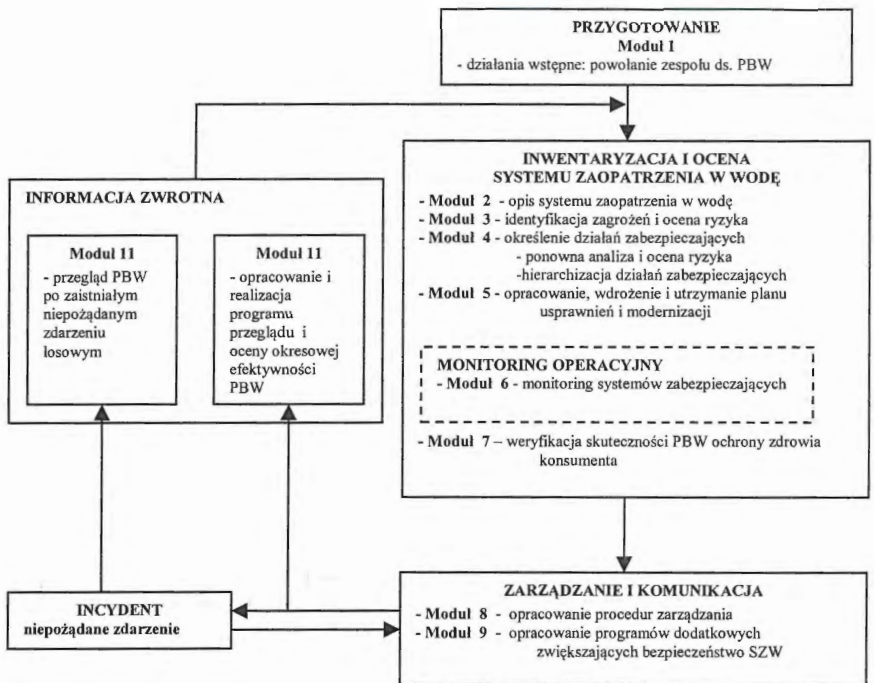 PRZYGOTOWANIE
Moduł 1
- działania wstępne: powołanie zespołu ds. PBW
INWENTARYZACJA I OCENA
SYSTEMU ZAOPATRZENIA W WODĘ
- Moduł 2 - opis systemu zaopatrzenia w wodę
- Moduł 3 - identyfikacja zagrożeń i ocena ryzyka
- Moduł 4 - określenie działań zabezpieczających
- ponowna analiza i ocena ryzyka
-hierarchizacja działań zabezpieczających
- Moduł 5 - opracowanie, wdrożenie i utrzymanie planu
usprawnień i modernizacji
MONITORING OPERACYJNY
- Moduł 6 - monitoring systemów zabezpieczających
- Moduł 7 – weryfikacja skuteczności PBW ochrony zdrowia
konsumenta
INFORMACJA ZWROTNA
Moduł 11
- przegląd PBW
po zaistniałym
niepożądanym
zdarzeniu
losowym
Moduł 11
- opracowanie i
realizacja
programu
przeglądu i
oceny okresowej
efektywności
PBW
INCYDENT
niepożądane zdarzenie
ZARZĄDZANIE I KOMUNIKACJA
- Moduł 8 - opracowanie procedur zarządzania
- Moduł 9 - opracowanie programów dodatkowych
zwiększających bezpieczeństwo SZW